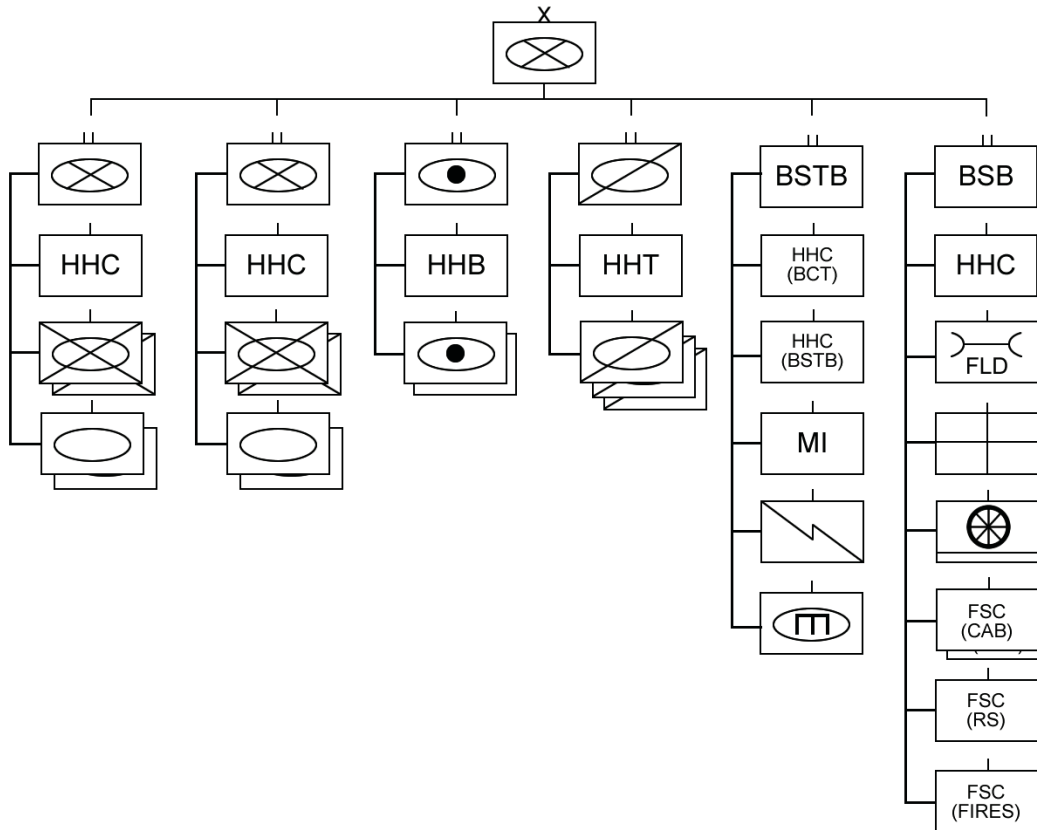 X
BSTB
BSB
HHC
HHC
HHB
HHT
HHC
(BCT)
HHC
HHC
(BSTB)
FLD
MI
FSC
(CAB)
FSC
(RS)
FSC
(FIRES)